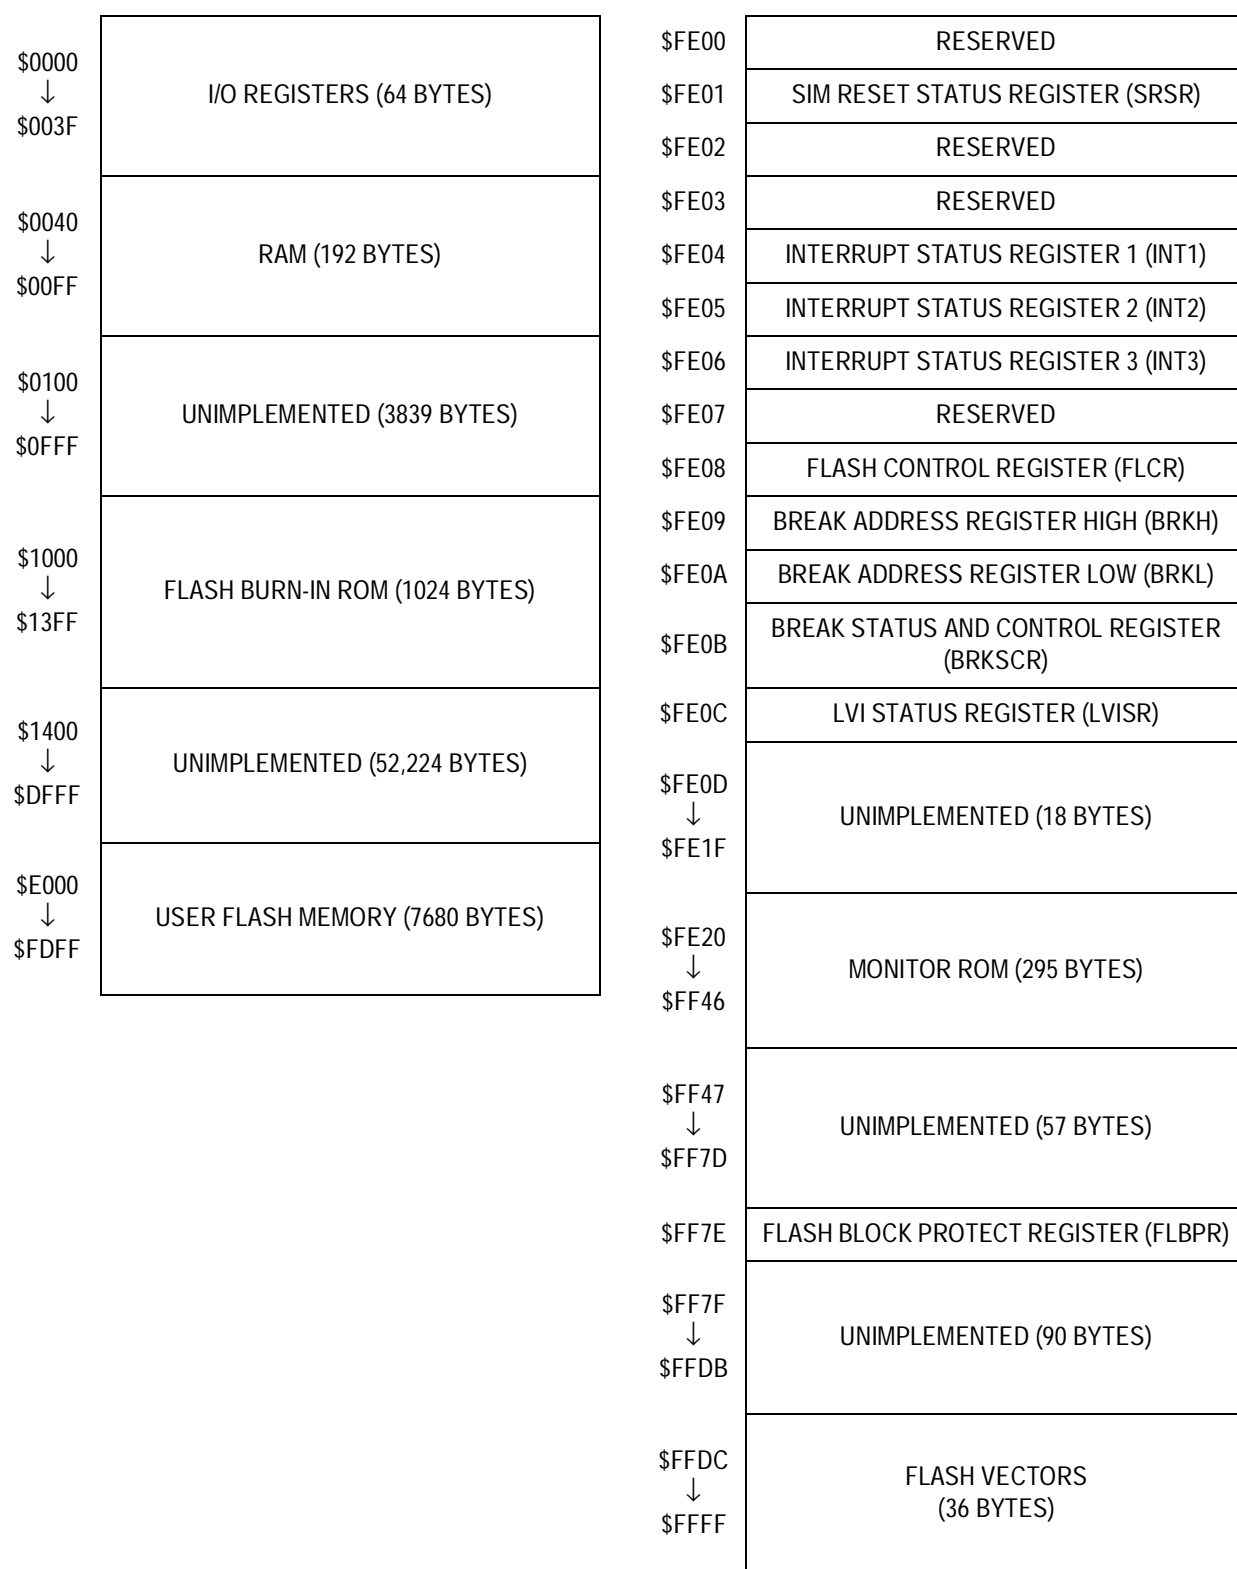 $0000
↓
$003F
I/O REGISTERS (64 BYTES)
$0040
↓
$00FF
RAM (192 BYTES)
$0100
↓
$0FFF
UNIMPLEMENTED (3839 BYTES)
$1000
↓
$13FF
FLASH BURN-IN ROM (1024 BYTES)
$1400
↓
$DFFF
UNIMPLEMENTED (52,224 BYTES)
$E000
↓
$FDFF
USER FLASH MEMORY (7680 BYTES)
$FE00 RESERVED
$FE01 SIM RESET STATUS REGISTER (SRSR)
$FE02 RESERVED
$FE03 RESERVED
$FE04 INTERRUPT STATUS REGISTER 1 (INT1)
$FE05 INTERRUPT STATUS REGISTER 2 (INT2)
$FE06 INTERRUPT STATUS REGISTER 3 (INT3)
$FE07 RESERVED
$FE08 FLASH CONTROL REGISTER (FLCR)
$FE09 BREAK ADDRESS REGISTER HIGH (BRKH)
$FE0A BREAK ADDRESS REGISTER LOW (BRKL)
$FE0B BREAK STATUS AND CONTROL REGISTER
(BRKSCR)
$FE0C LVI STATUS REGISTER (LVISR)
$FE0D
↓
$FE1F
UNIMPLEMENTED (18 BYTES)
$FE20
↓
$FF46
MONITOR ROM (295 BYTES)
$FF47
↓
$FF7D
UNIMPLEMENTED (57 BYTES)
$FF7E FLASH BLOCK PROTECT REGISTER (FLBPR)
$FF7F
↓
$FFDB
UNIMPLEMENTED (90 BYTES)
$FFDC
↓
$FFFF
FLASH VECTORS
(36 BYTES)